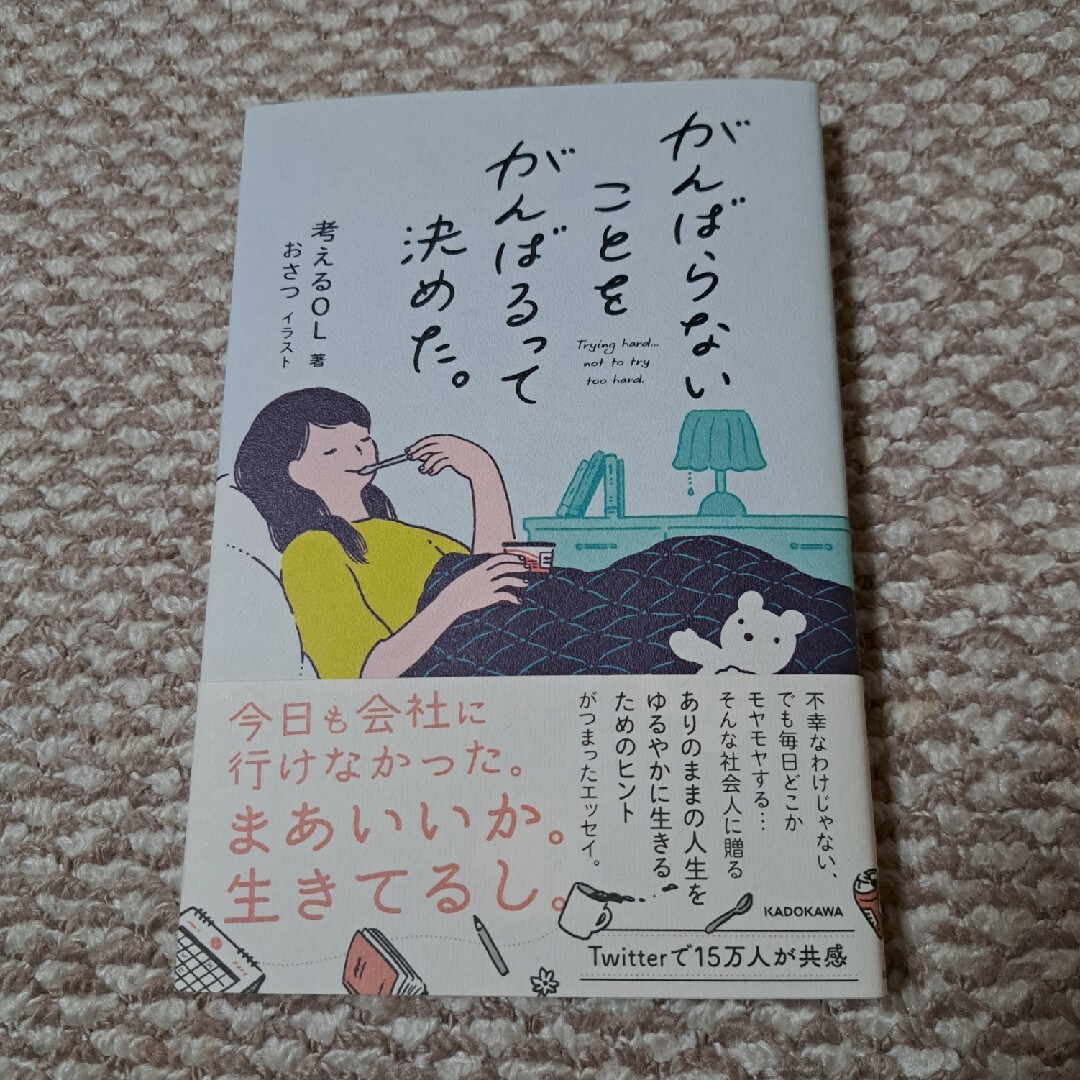 がんばらない
ことを
がんばるって
決めた。
Trying hard...
not to try
too hard.
考えるOL 著
おさつ イラスト
今日も会社に
行けなかった。
まあいいか。
生きてるし。
不幸なわけじゃない、
でも毎日どこか
モヤモヤする…
そんな社会人に贈る
ありのままの人生を
ゆるやかに生きる
ためのヒント
がつまったエッセイ。
KADOKAWA
Twitterで15万人が共感